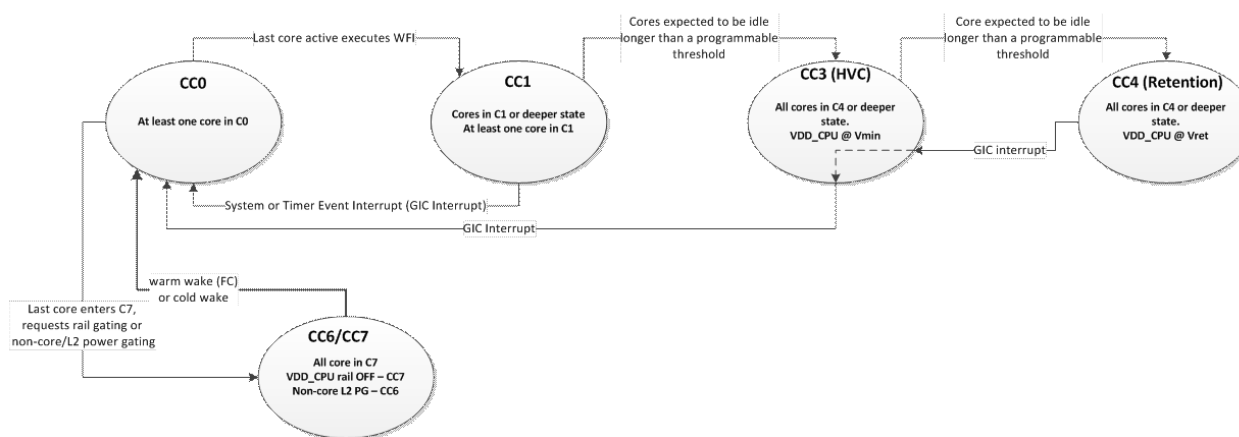 Cores expected to be idle
longer than a programmable
threshold
Core expected to be idle
longer than a programmable
threshold
Last core active executes WFI
CC0
At least one core in C0
CC1
Cores in C1 or deeper state
At least one core in C1
CC3 (HVC)
All cores in C4 or deeper
state.
VDD_CPU @ Vmin
CC4 (Retention)
All cores in C4 or deeper
state.
VDD_CPU @ Vret
GIC interrupt
System or Timer Event Interrupt (GIC Interrupt)
GIC Interrupt
warm wake (FC)
or cold wake
Last core enters C7,
requests rail gating or
non-core/L2 power gating
CC6/CC7
All core in C7
VDD_CPU rail OFF – CC7
Non-core L2 PG – CC6